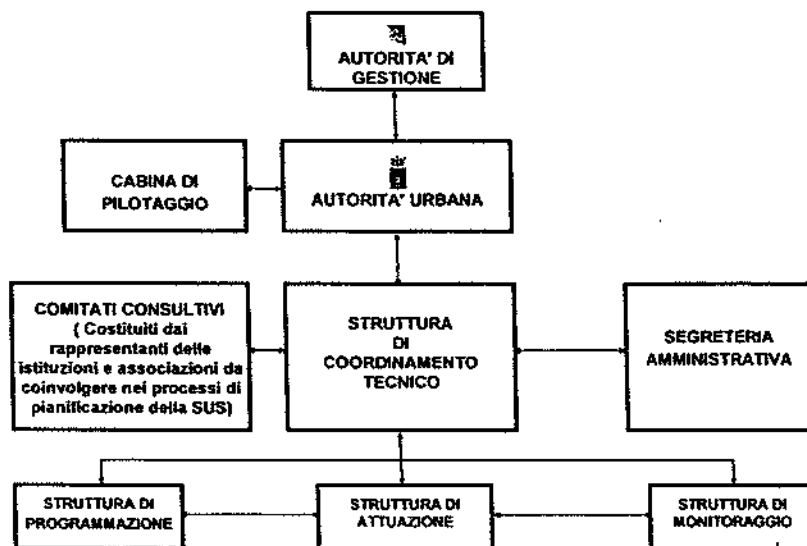 AUTORITA' DI
GESTIONE
CABINA DI
PILOTAGGIO
AUTORITA' URBANA
COMITATI CONSULTIVI
( Costituiti dai
rappresentanti delle
istituzioni e associazioni da
coinvolgere nei processi di
pianificazione della SUS)
STRUTTURA
DI
COORDINAMENTO
TECNICO
SEGRETERIA
AMMINISTRATIVA
STRUTTURA DI
PROGRAMMAZIONE
STRUTTURA DI
ATTUAZIONE
STRUTTURA DI
MONITORAGGIO